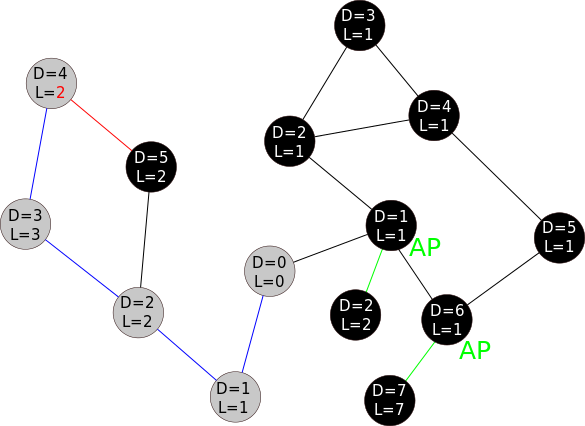 D=3
L=1
D=4
L=2
D=4
L=1
D=2
L=1
D=5
L=2
D=3
L=3
D=1
L=1
AP
D=5
L=1
D=0
L=0
D=2
L=2
D=2
L=2
D=6
L=1
AP
D=1
L=1
D=7
L=7